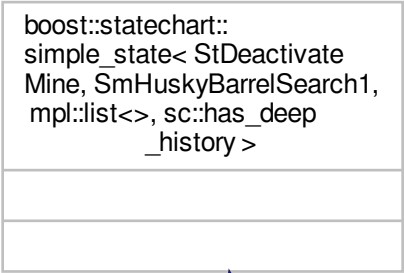 boost::statechart::
simple_state< StDeactivate
Mine, SmHuskyBarrelSearch1,
mpl::list<>, sc::has_deep
_history >